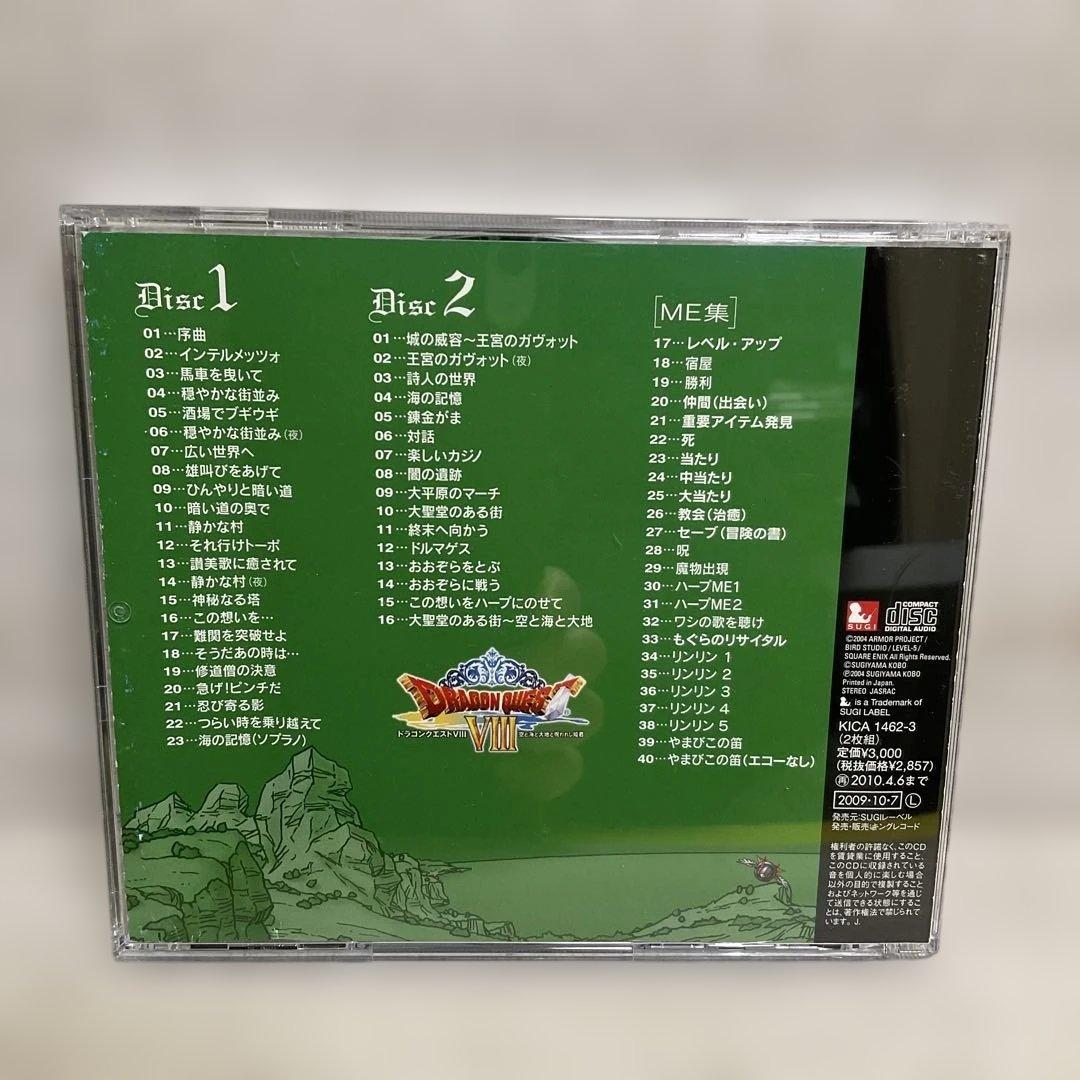 Disc 1
01…序曲
02…インテルメッツォ
03…馬車を曳いて
04…穏やかな街並み
05…酒場でブギウギ
06…穏やかな街並み(夜)
07…広い世界へ
08…雄叫びをあげて
09…ひんやりと暗い道
10…暗い道の奥で
11…静かな村
12…それ行けトーポ
13…讃美歌に癒されて
14…静かな村(夜)
15…神秘なる塔
16…この想いを…
17…難関を突破せよ
18…そうだあの時は…
19…修道僧の決意
20…急げ!ピンチだ
21…忍び寄る影
22…つらい時を乗り越えて
23…海の記憶(ソプラノ)
Disc 2
01…城の威容〜王宮のガヴォット
02…王宮のガヴォット(夜)
03…詩人の世界
04…海の記憶
05…錬金がま
06…対話
07…楽しいカジノ
08…闇の遺跡
09…大平原のマーチ
10…大聖堂のある街
11…終末へ向かう
12…ドルマゲス
13…おおぞらをとぶ
14…おおぞらに戦う
15…この想いをハープにのせて
16…大聖堂のある街〜空と海と大地
DRAGON QUEST
VIII
ドラゴンクエストVIII 空と海と大地と呪われし姫君
[ME集]
17…レベル・アップ
18…宿屋
19…勝利
20…仲間(出会い)
21…重要アイテム発見
22…死
23…当たり
24…中当たり
25…大当たり
26…教会(治癒)
27…セーブ(冒険の書)
28…呪
29…魔物出現
30…ハープME1
31…ハープME2
32…ワシの歌を聴け
33…もぐらのリサイタル
34…リンリン 1
35…リンリン 2
36…リンリン 3
37…リンリン 4
38…リンリン 5
39…やまびこの笛
40…やまびこの笛(エコーなし)
SUGI
COMPACT
disc
DIGITAL AUDIO
©2004 ARMOR PROJECT/
BIRD STUDIO/LEVEL-5/
SQUARE ENIX All Rights Reserved.
©SUGIYAMA KOBO
℗2004 SUGIYAMA KOBO
Printed in Japan.
STEREO JASRAC
is a Trademark of
SUGI LABEL
KICA 1462-3
(2枚組)
定価¥3,000
(税抜価格¥2,857)
再2010.4.6まで
2009・10・7 L
発売元:SUGIレーベル
発売・販売:キングレコード
権利者の許諾なく、このCD
を賃貸業に使用すること、
このCDに収録されている
音を個人的に楽しむ場合
以外の目的で複製すること
およびネットワーク等を通じ
て送信できる状態にするこ
とは、著作権法で禁じられて
います。J.